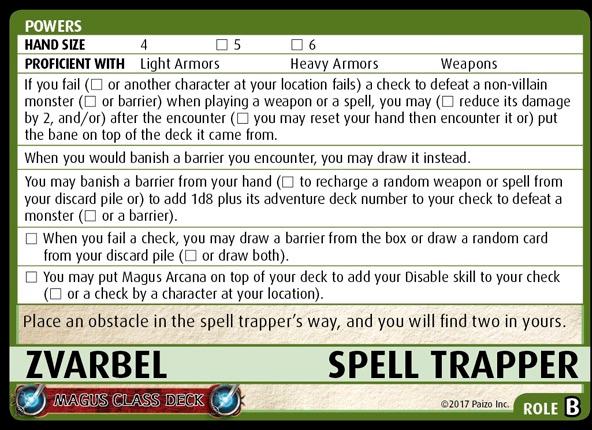 POWERS
HAND SIZE 4 □ 5 □ 6
PROFICIENT WITH Light Armors Heavy Armors Weapons
If you fail (□ or another character at your location fails) a check to defeat a non-villain
monster (□ or barrier) when playing a weapon or a spell, you may (□ reduce its damage
by 2, and/or) after the encounter (□ you may reset your hand then encounter it or) put
the bane on top of the deck it came from.
When you would banish a barrier you encounter, you may draw it instead.
You may banish a barrier from your hand (□ to recharge a random weapon or spell from
your discard pile or) to add 1d8 plus its adventure deck number to your check to defeat a
monster (□ or a barrier).
□ When you fail a check, you may draw a barrier from the box or draw a random card
from your discard pile (□ or draw both).
□ You may put Magus Arcana on top of your deck to add your Disable skill to your check
(□ or a check by a character at your location).
Place an obstacle in the spell trapper's way, and you will find two in yours.
ZVARBEL SPELL TRAPPER
MAGUS CLASS DECK
©2017 Paizo Inc. ROLE B